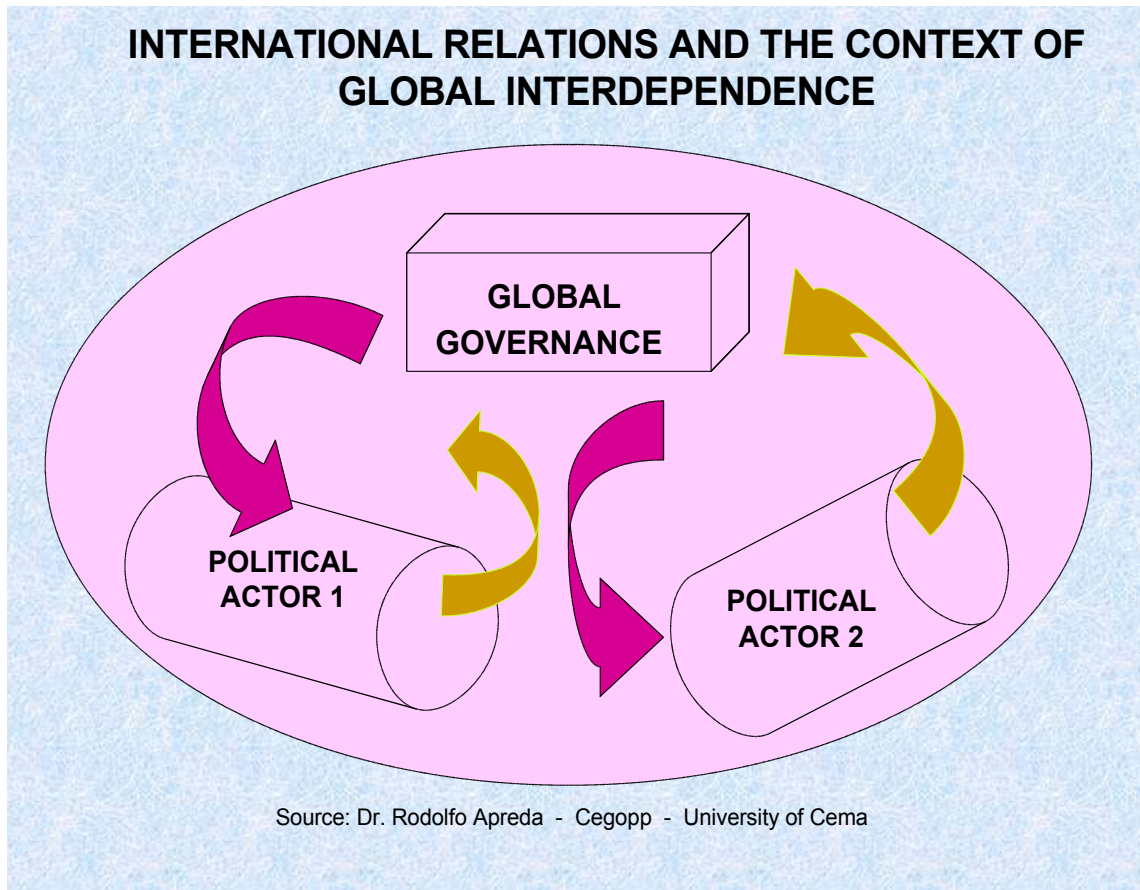 INTERNATIONAL RELATIONS AND THE CONTEXT OF
GLOBAL INTERDEPENDENCE
GLOBAL
GOVERNANCE
POLITICAL
ACTOR 1
POLITICAL
ACTOR 2
Source: Dr. Rodolfo Apreda - Cegopp - University of Cema